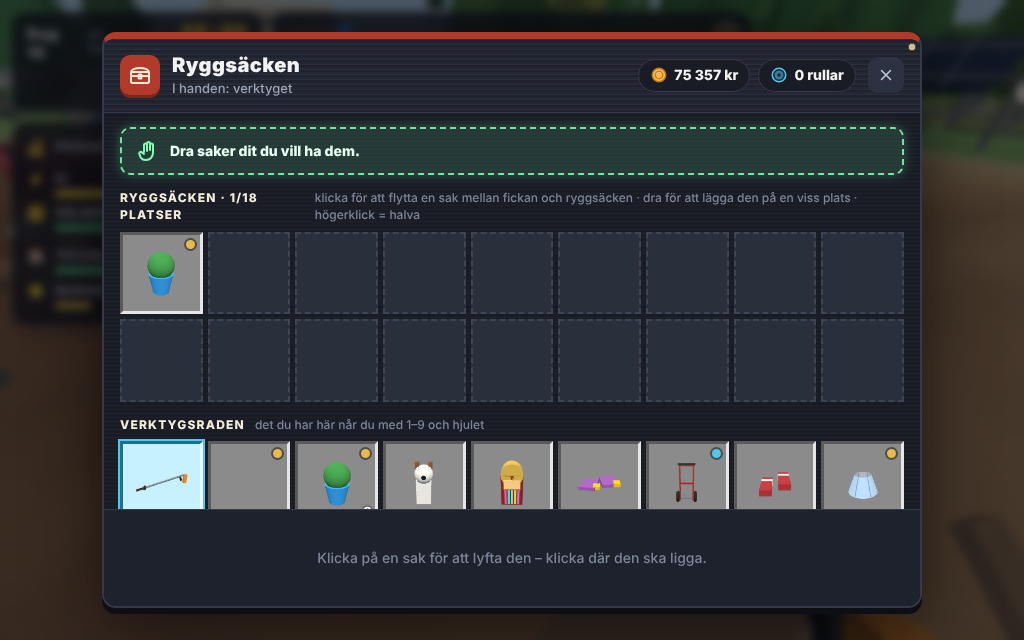 Ryggsäcken
I handen: verktyget
75 357 kr
0 rullar
Dra saker dit du vill ha dem.
RYGGSÄCKEN · 1/18
PLATSER
klicka för att flytta en sak mellan fickan och ryggsäcken · dra för att lägga den på en viss plats ·
högerklick = halva
VERKTYGSRADEN
det du har här når du med 1–9 och hjulet
Klicka på en sak för att lyfta den – klicka där den ska ligga.